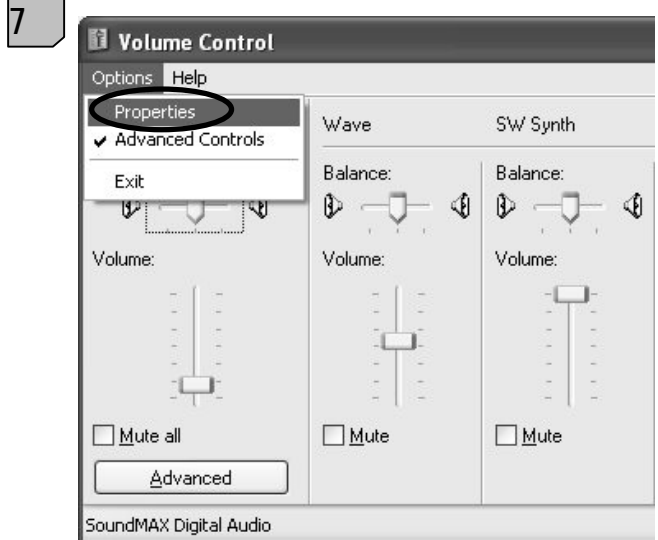 7
Volume Control
Options Help
Properties
Advanced Controls
Exit
Wave
SW Synth
Balance:
Balance:
Volume:
Volume:
Volume:
Mute all
Mute
Mute
Advanced
SoundMAX Digital Audio